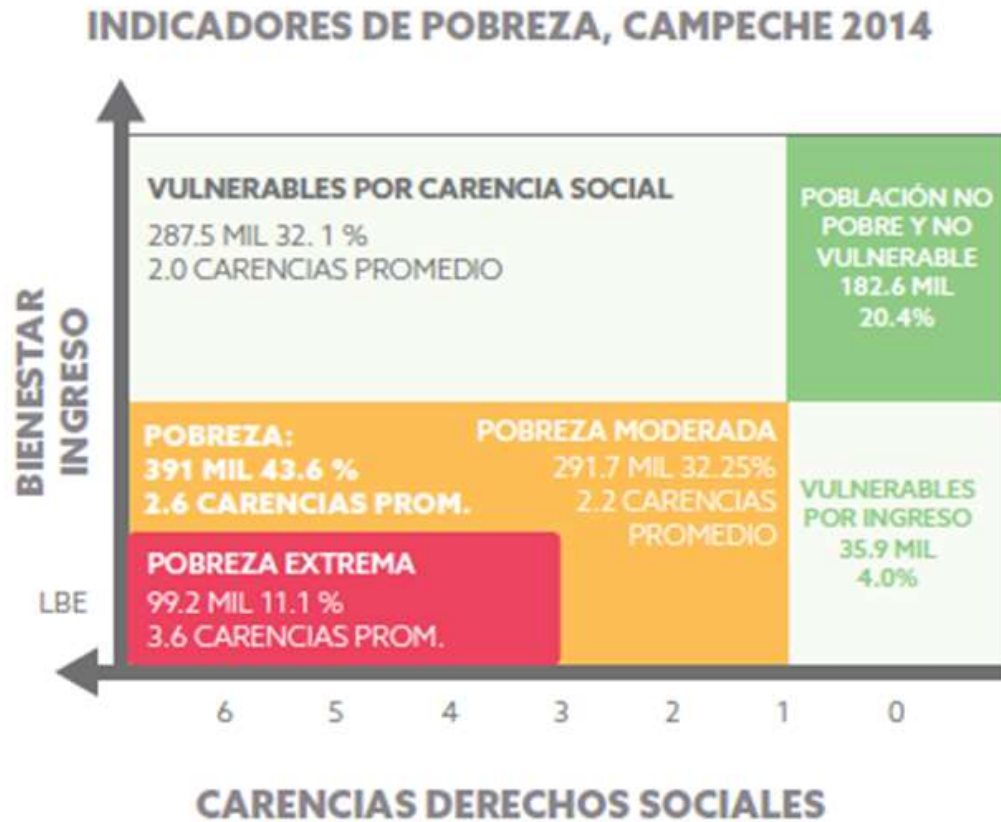 INDICADORES DE POBREZA, CAMPECHE 2014
BIENESTAR
INGRESO
VULNERABLES POR CARENCIA SOCIAL
287.5 MIL 32. 1 %
2.0 CARENCIAS PROMEDIO
POBLACIÓN NO
POBRE Y NO
VULNERABLE
182.6 MIL
20.4%
POBREZA:
391 MIL 43.6 %
2.6 CARENCIAS PROM.
POBREZA MODERADA
291.7 MIL 32.25%
2.2 CARENCIAS
PROMEDIO
VULNERABLES
POR INGRESO
35.9 MIL
4.0%
POBREZA EXTREMA
99.2 MIL 11.1 %
3.6 CARENCIAS PROM.
LBE
6 5 4 3 2 1 0
CARENCIAS DERECHOS SOCIALES